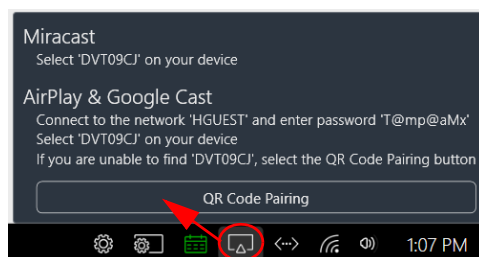 Miracast
Select 'DVT09CJ' on your device
AirPlay & Google Cast
Connect to the network 'HGUEST' and enter password 'T@mp@aMx'
Select 'DVT09CJ' on your device
If you are unable to find 'DVT09CJ', select the QR Code Pairing button
QR Code Pairing
1:07 PM